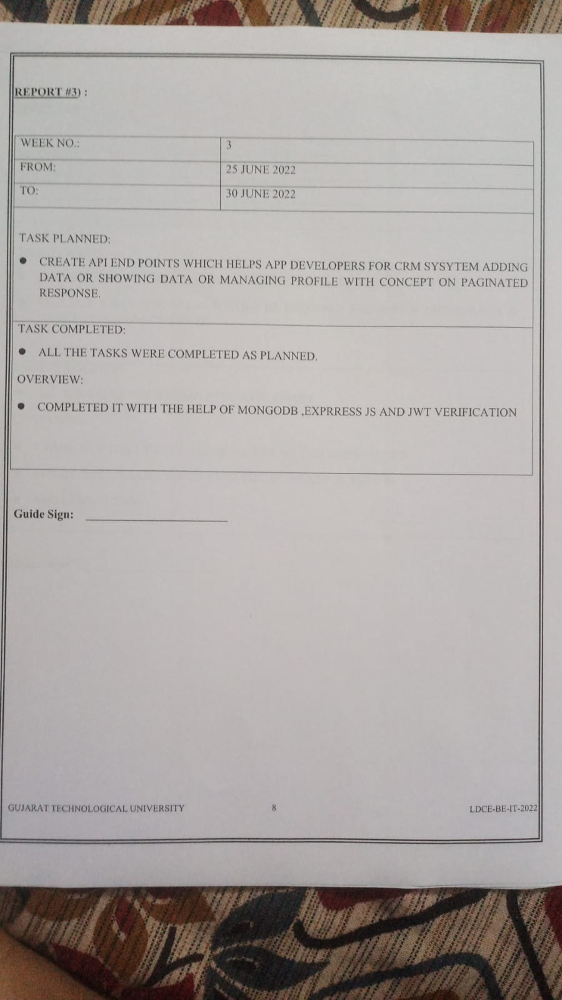 REPORT #3) :
WEEK NO.: 3
FROM: 25 JUNE 2022
TO: 30 JUNE 2022
TASK PLANNED:
● CREATE API END POINTS WHICH HELPS APP DEVELOPERS FOR CRM SYSYTEM ADDING
DATA OR SHOWING DATA OR MANAGING PROFILE WITH CONCEPT ON PAGINATED
RESPONSE.
TASK COMPLETED:
● ALL THE TASKS WERE COMPLETED AS PLANNED.
OVERVIEW:
● COMPLETED IT WITH THE HELP OF MONGODB ,EXPRRESS JS AND JWT VERIFICATION
Guide Sign:
GUJARAT TECHNOLOGICAL UNIVERSITY 8 LDCE-BE-IT-2022